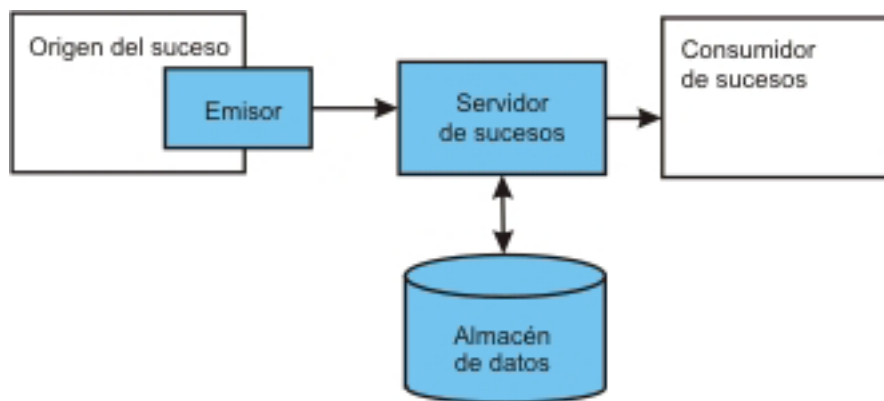 Origen del suceso
Emisor
Servidor
de sucesos
Consumidor
de sucesos
Almacén
de datos